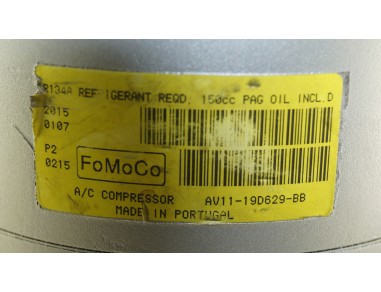 R134A REFRIGERANT REQD. 150cc PAG OIL INCL.D
2015
0107
P2
0215
FoMoCo
A/C COMPRESSOR AV11-19D629-BB
MADE IN PORTUGAL